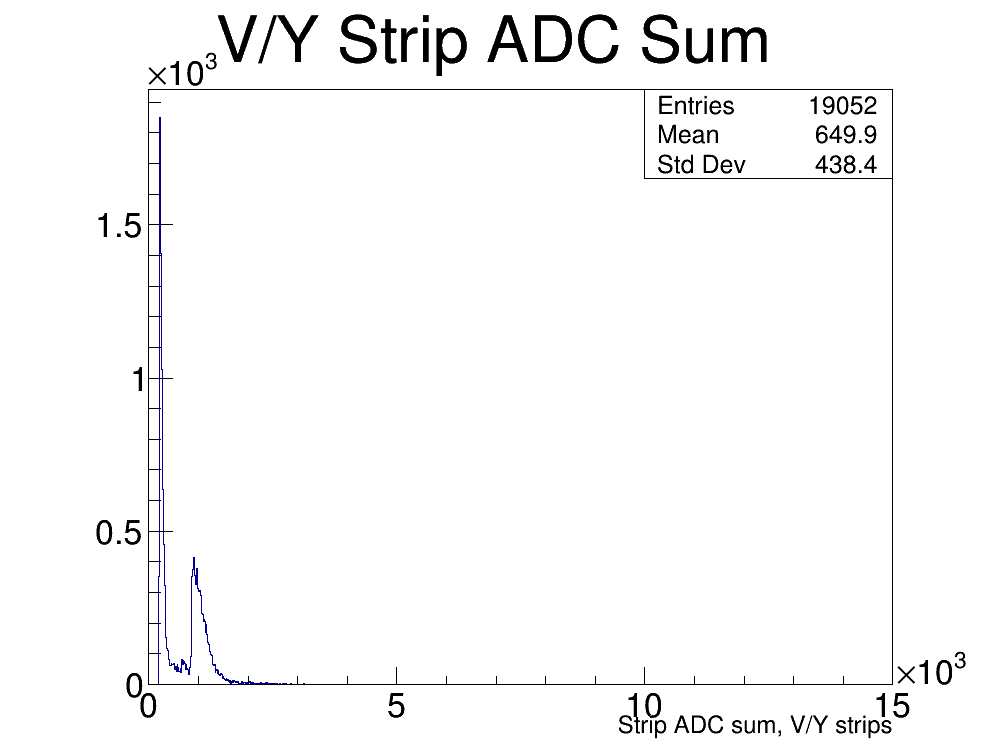 V/Y Strip ADC Sum
×10³
Entries 19052
Mean 649.9
Std Dev 438.4
1.5
1
0.5
0
0 5 10 15
×10³
Strip ADC sum, V/Y strips